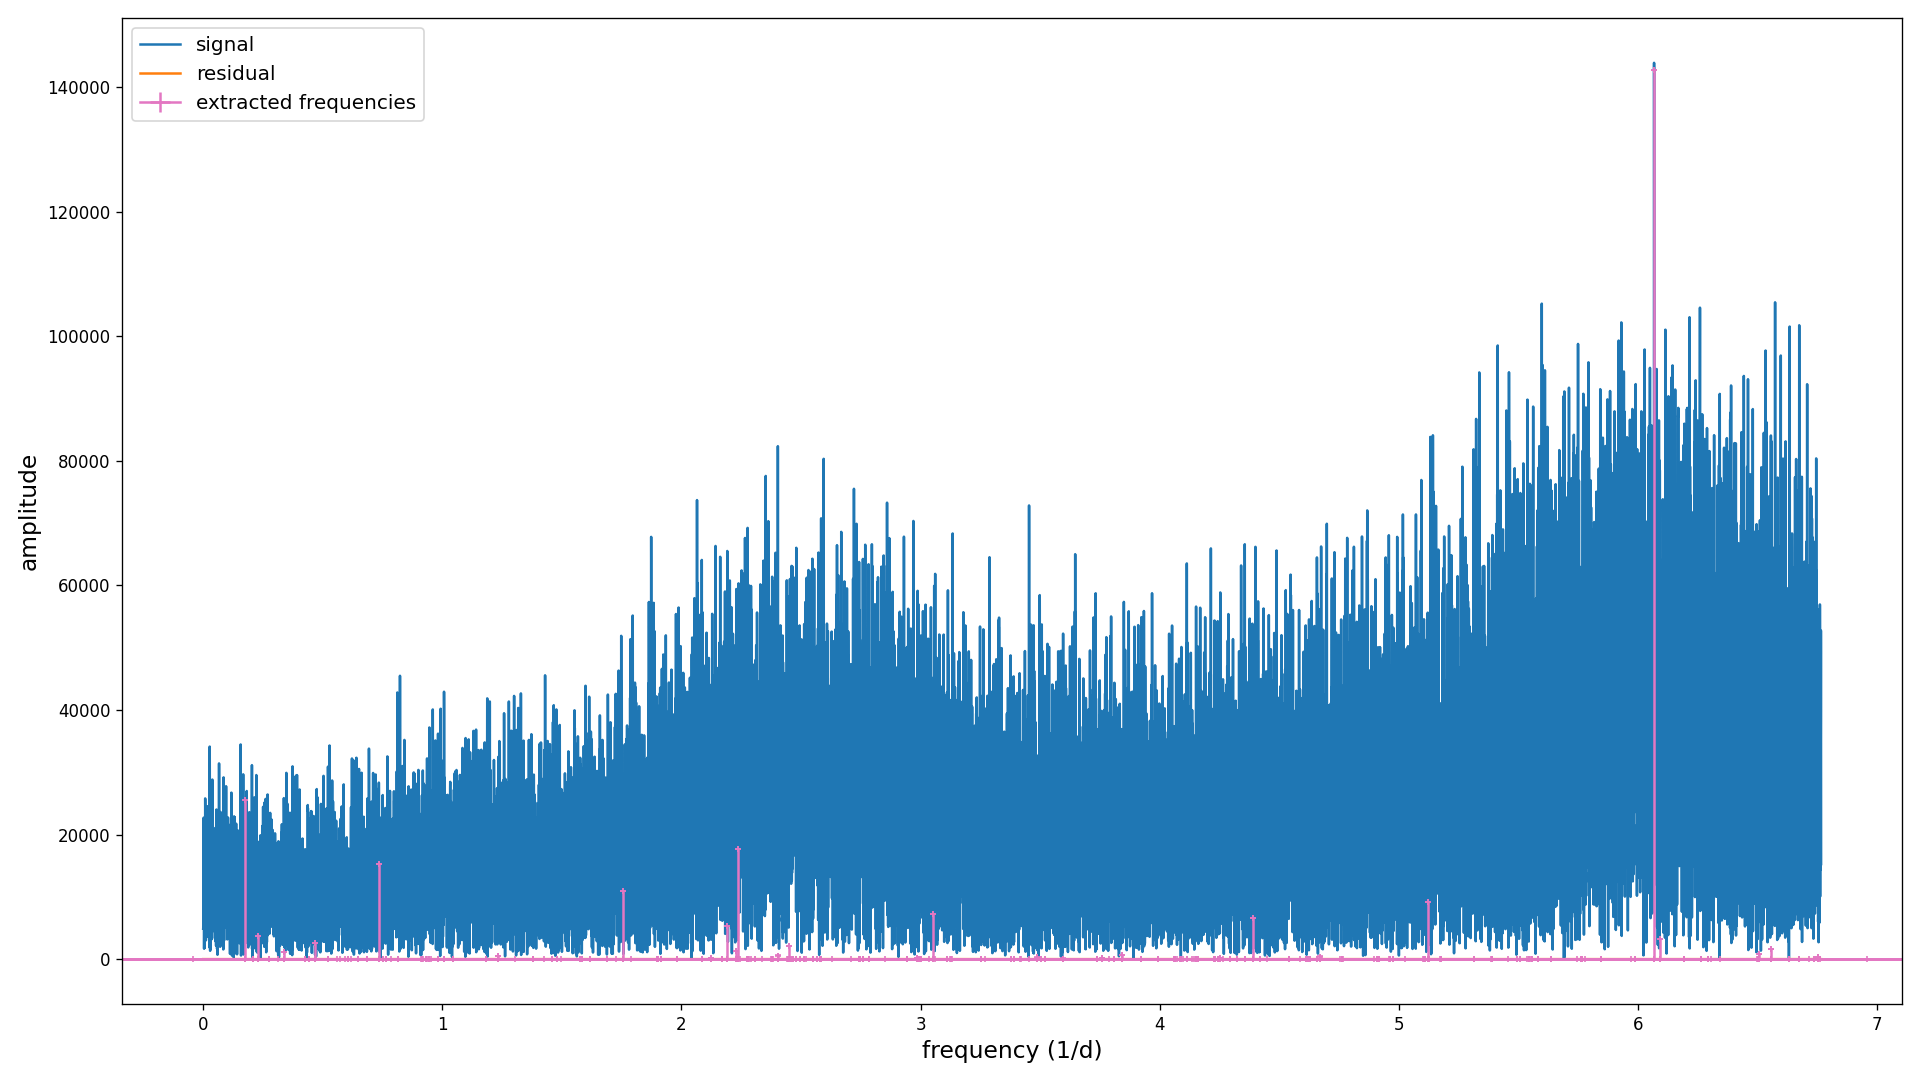 signal
residual
extracted frequencies
140000
120000
100000
80000
60000
40000
20000
0
amplitude
0 1 2 3 4 5 6 7
frequency (1/d)